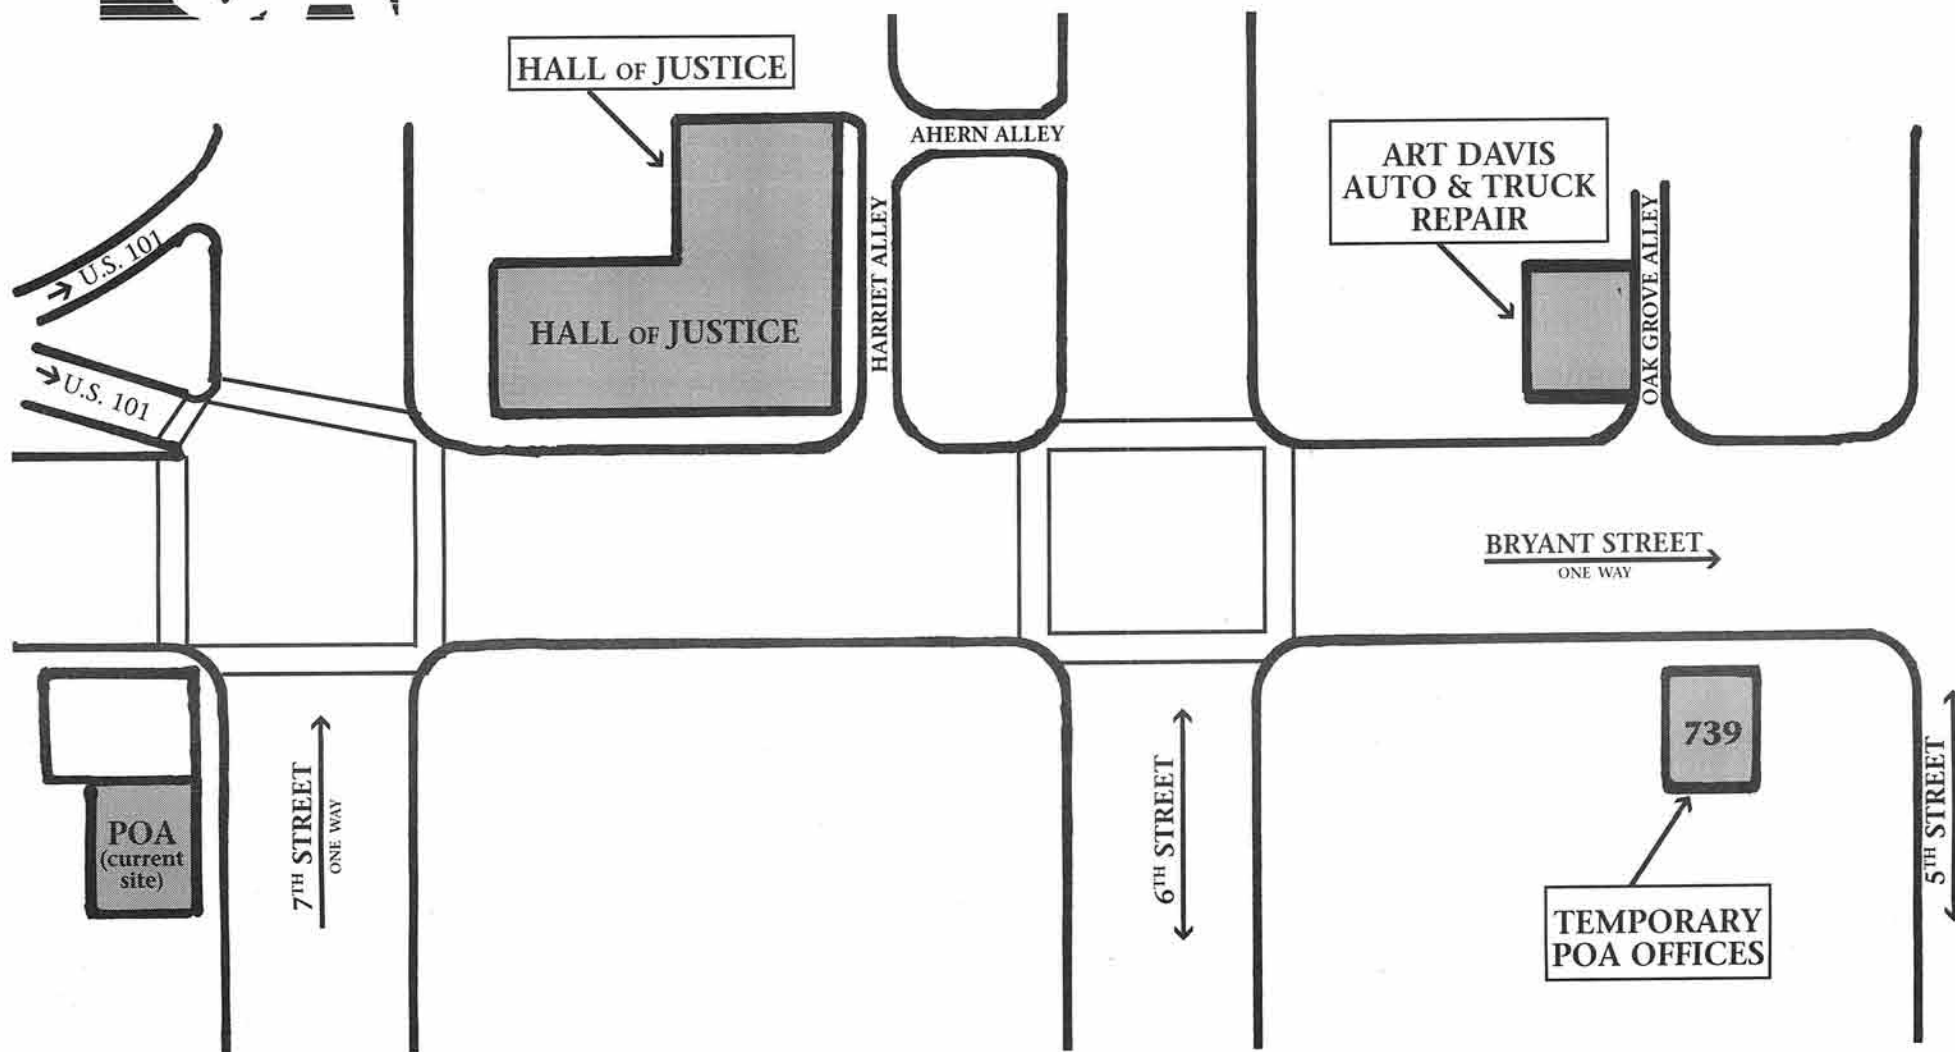 HALL OF JUSTICE
AHERN ALLEY
ART DAVIS
AUTO & TRUCK
REPAIR
U.S. 101
HARRIET ALLEY
OAK GROVE ALLEY
HALL OF JUSTICE
U.S. 101
BRYANT STREET
ONE WAY
739
7TH STREET
ONE WAY
6TH STREET
5TH STREET
POA
(current
site)
TEMPORARY
POA OFFICES